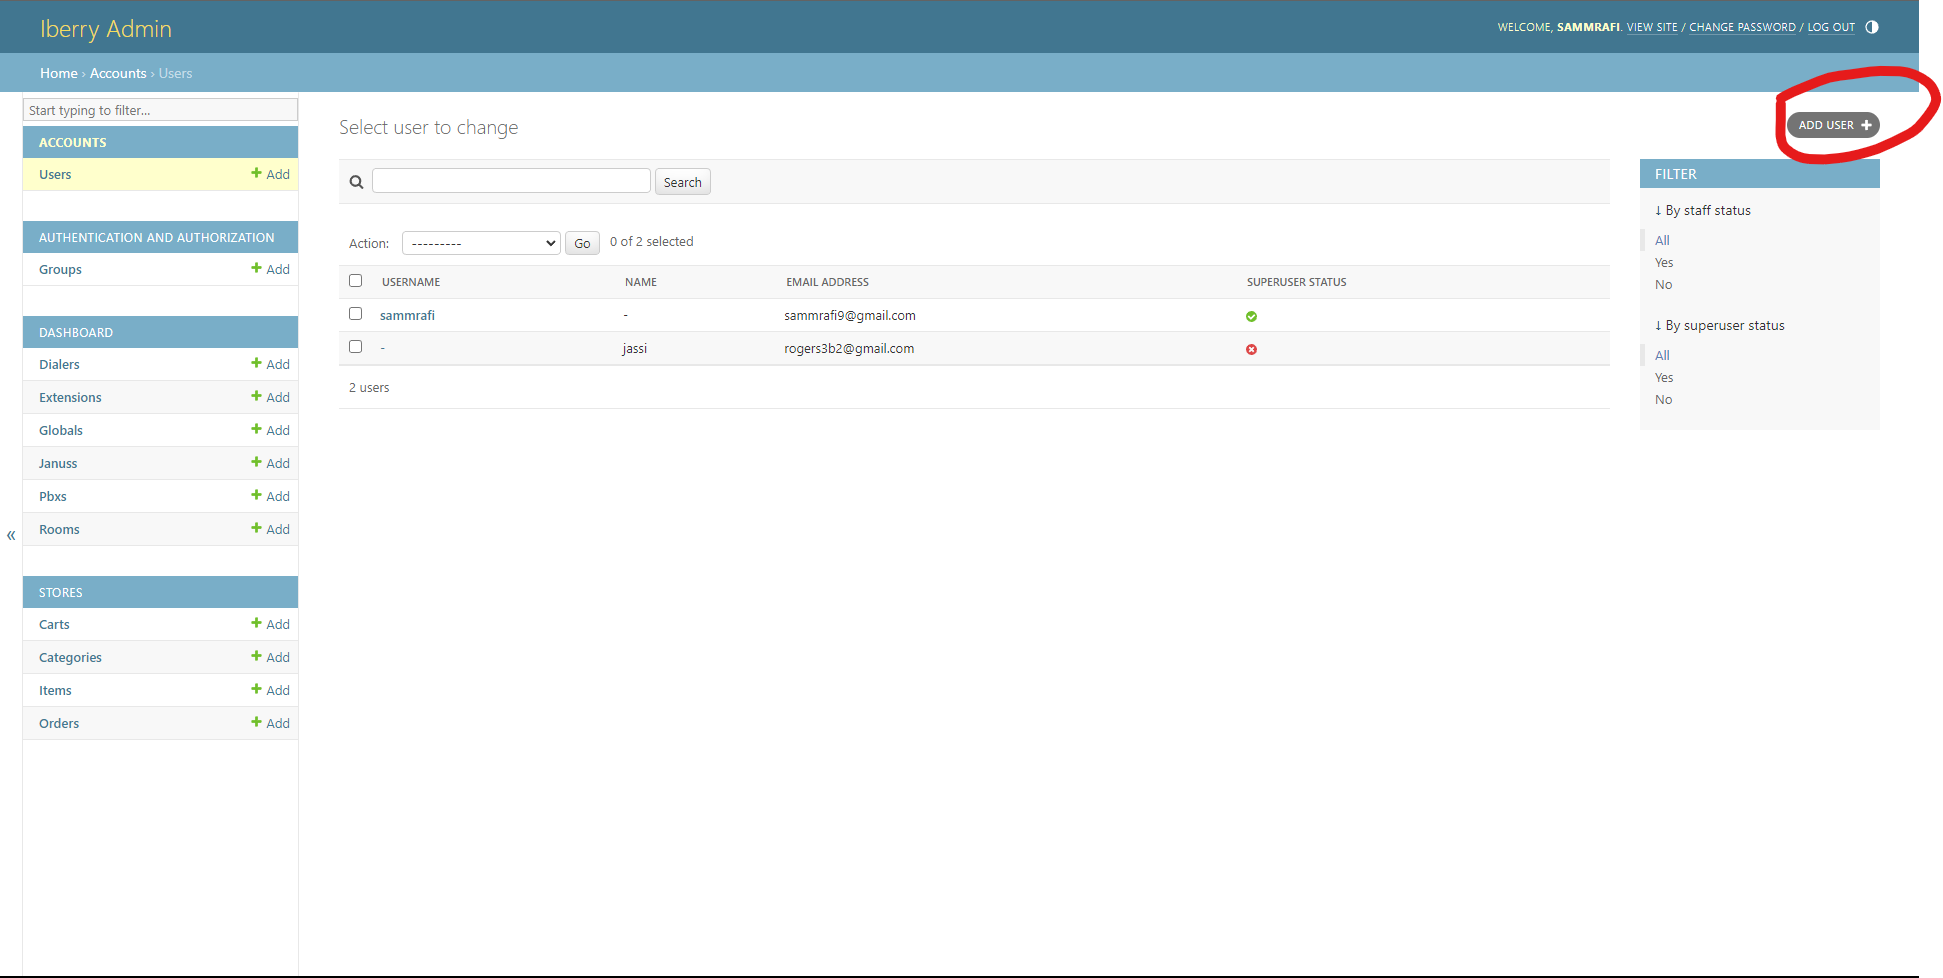 Iberry Admin
WELCOME, SAMMRAFI. VIEW SITE / CHANGE PASSWORD / LOG OUT
Home › Accounts › Users
Start typing to filter...
ACCOUNTS
Users + Add
AUTHENTICATION AND AUTHORIZATION
Groups + Add
DASHBOARD
Dialers + Add
Extensions + Add
Globals + Add
Januss + Add
Pbxs + Add
Rooms + Add
STORES
Carts + Add
Categories + Add
Items + Add
Orders + Add
«
Select user to change
ADD USER +
Search
Action: --------- Go 0 of 2 selected
USERNAME NAME EMAIL ADDRESS SUPERUSER STATUS
sammrafi - sammrafi9@gmail.com
- jassi rogers3b2@gmail.com
2 users
FILTER
↓ By staff status
All
Yes
No
↓ By superuser status
All
Yes
No